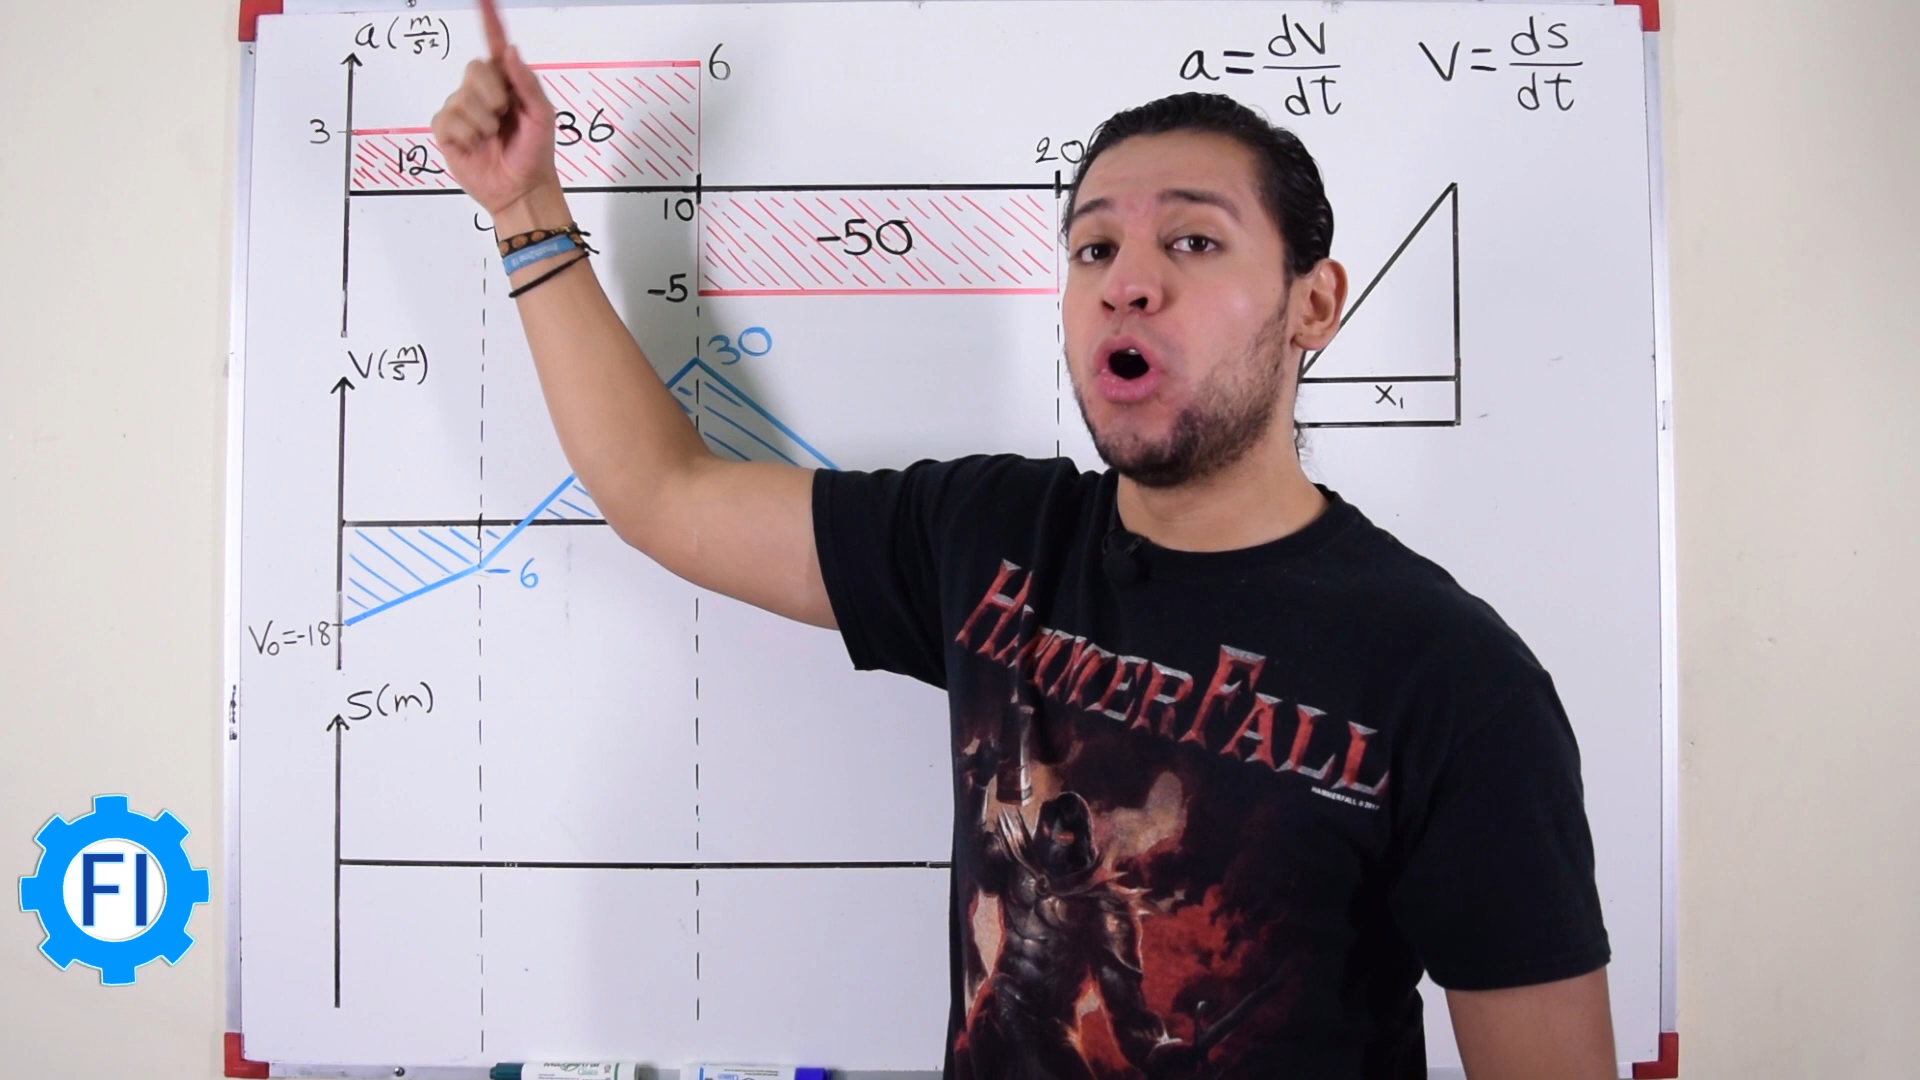 a(m/s²)
6
a=dv/dt
V=ds/dt
3
12
36
20
10
-50
-5
30
V(m/s)
x₁
-6
V₀=-18
S(m)
HAMMERFALL
FI